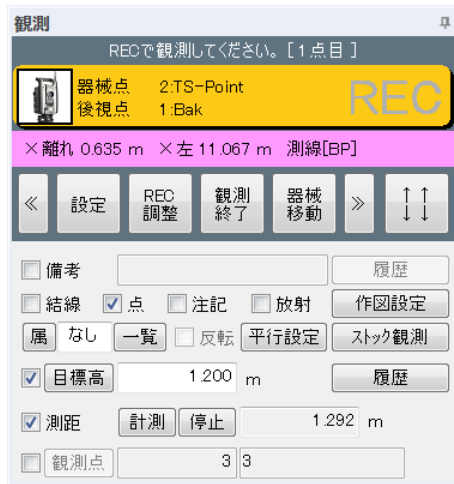 観測
RECで観測してください。[1点目]
器械点 2:TS-Point
後視点 1:Bak
REC
×離れ 0.635 m ×左 11.067 m 測線[BP]
≪ 設定 REC調整 観測終了 器械移動 ≫ ↑↑↓↓
備考 履歴
結線 点 注記 放射 作図設定
属 なし 一覧 反転 平行設定 ストック観測
目標高 1.200 m 履歴
測距 計測 停止 1.292 m
観測点 3 3